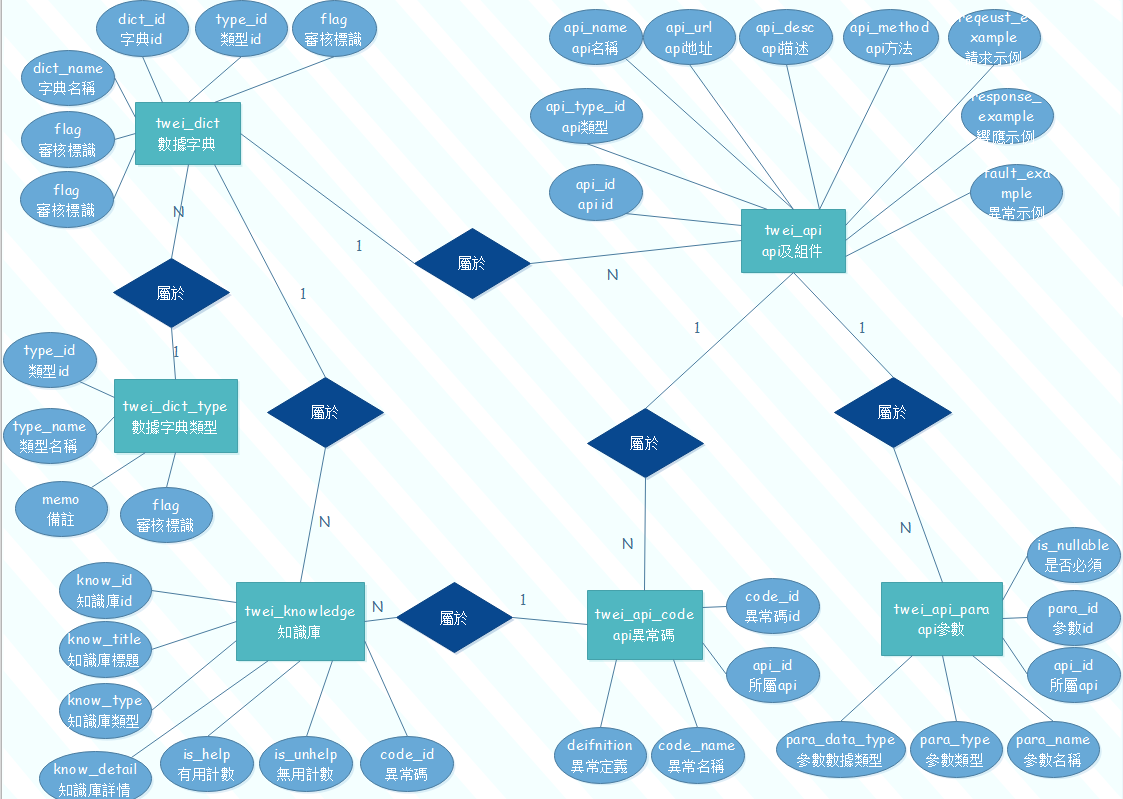 dict_id
字典id
type_id
類型id
flag
審核標識
dict_name
字典名稱
flag
審核標識
flag
審核標識
twei_dict
數據字典
api_name
api名稱
api_url
api地址
api_desc
api描述
api_method
api方法
reqeust_e
xample
請求示例
api_type_id
api類型
response_
example
響應示例
api_id
api id
fault_exa
mple
異常示例
twei_api
api及組件
N
1
屬於
N
1
屬於
1
type_id
類型id
twei_dict_type
數據字典類型
type_name
類型名稱
memo
備註
flag
審核標識
屬於
N
1
屬於
N
1
屬於
N
know_id
知識庫id
know_title
知識庫標題
know_type
知識庫類型
know_detail
知識庫詳情
twei_knowledge
知識庫
is_help
有用計數
is_unhelp
無用計數
code_id
異常碼
N
屬於
1
twei_api_code
api異常碼
code_id
異常碼id
api_id
所屬api
deifnition
異常定義
code_name
異常名稱
twei_api_para
api參數
is_nullable
是否必須
para_id
參數id
api_id
所屬api
para_data_type
參數數據類型
para_type
參數類型
para_name
參數名稱